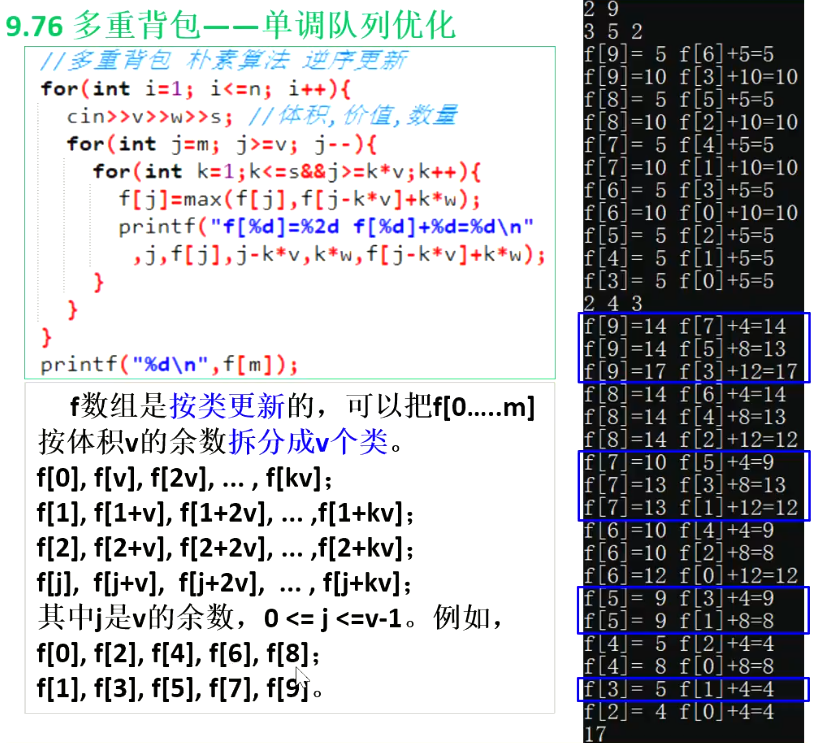 9.76 多重背包——单调队列优化
//多重背包 朴素算法 逆序更新
for(int i=1; i<=n; i++){
cin>>v>>w>>s; //体积,价值,数量
for(int j=m; j>=v; j--){
for(int k=1;k<=s&&j>=k*v;k++){
f[j]=max(f[j],f[j-k*v]+k*w);
printf("f[%d]=%2d f[%d]+%d=%d\n"
,j,f[j],j-k*v,k*w,f[j-k*v]+k*w);
}
}
}
printf("%d\n",f[m]);
f数组是按类更新的，可以把f[0.....m]
按体积v的余数拆分成v个类。
f[0], f[v], f[2v], ... , f[kv]；
f[1], f[1+v], f[1+2v], ... ,f[1+kv]；
f[2], f[2+v], f[2+2v], ... ,f[2+kv]；
f[j], f[j+v], f[j+2v], ... , f[j+kv]；
其中j是v的余数，0 <= j <=v-1。例如，
f[0], f[2], f[4], f[6], f[8]；
f[1], f[3], f[5], f[7], f[9]。
2 9
3 5 2
f[9]= 5 f[6]+5=5
f[9]=10 f[3]+10=10
f[8]= 5 f[5]+5=5
f[8]=10 f[2]+10=10
f[7]= 5 f[4]+5=5
f[7]=10 f[1]+10=10
f[6]= 5 f[3]+5=5
f[6]=10 f[0]+10=10
f[5]= 5 f[2]+5=5
f[4]= 5 f[1]+5=5
f[3]= 5 f[0]+5=5
2 4 3
f[9]=14 f[7]+4=14
f[9]=14 f[5]+8=13
f[9]=17 f[3]+12=17
f[8]=14 f[6]+4=14
f[8]=14 f[4]+8=13
f[8]=14 f[2]+12=12
f[7]=10 f[5]+4=9
f[7]=13 f[3]+8=13
f[7]=13 f[1]+12=12
f[6]=10 f[4]+4=9
f[6]=10 f[2]+8=8
f[6]=12 f[0]+12=12
f[5]= 9 f[3]+4=9
f[5]= 9 f[1]+8=8
f[4]= 5 f[2]+4=4
f[4]= 8 f[0]+8=8
f[3]= 5 f[1]+4=4
f[2]= 4 f[0]+4=4
17